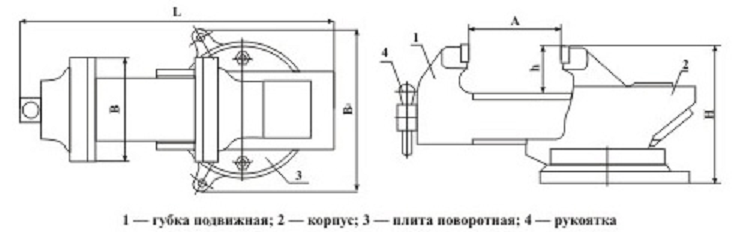 L
B
B₁
3
A
1
4
h
2
H
1 — губка подвижная; 2 — корпус; 3 — плита поворотная; 4 — рукоятка